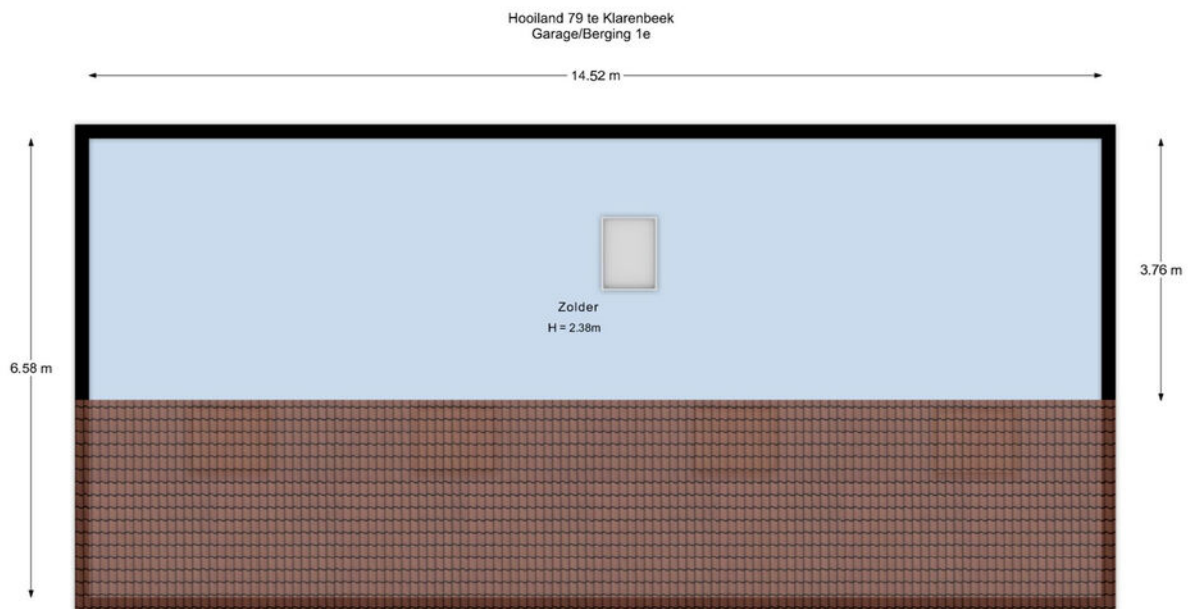 Hooiland 79 te Klarenbeek
Garage/Berging 1e
14.52 m
3.76 m
Zolder
H = 2.38m
6.58 m